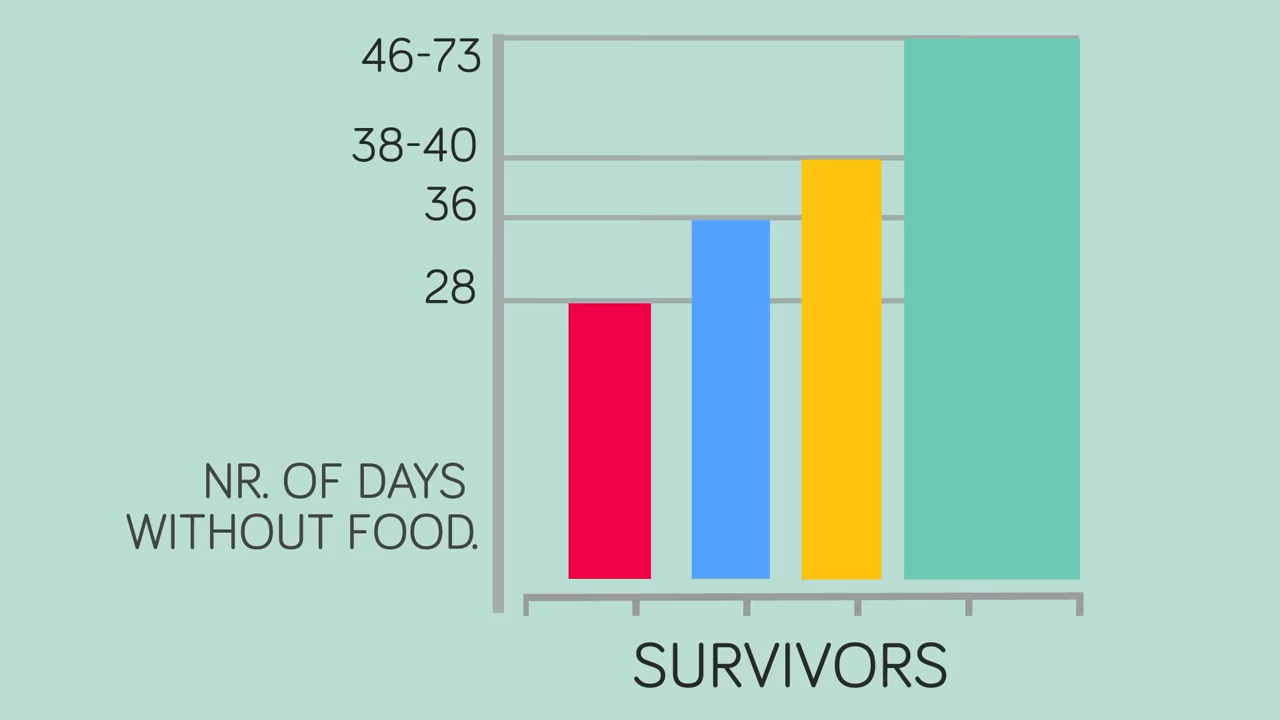 46-73
38-40
36
28
NR. OF DAYS
WITHOUT FOOD.
SURVIVORS